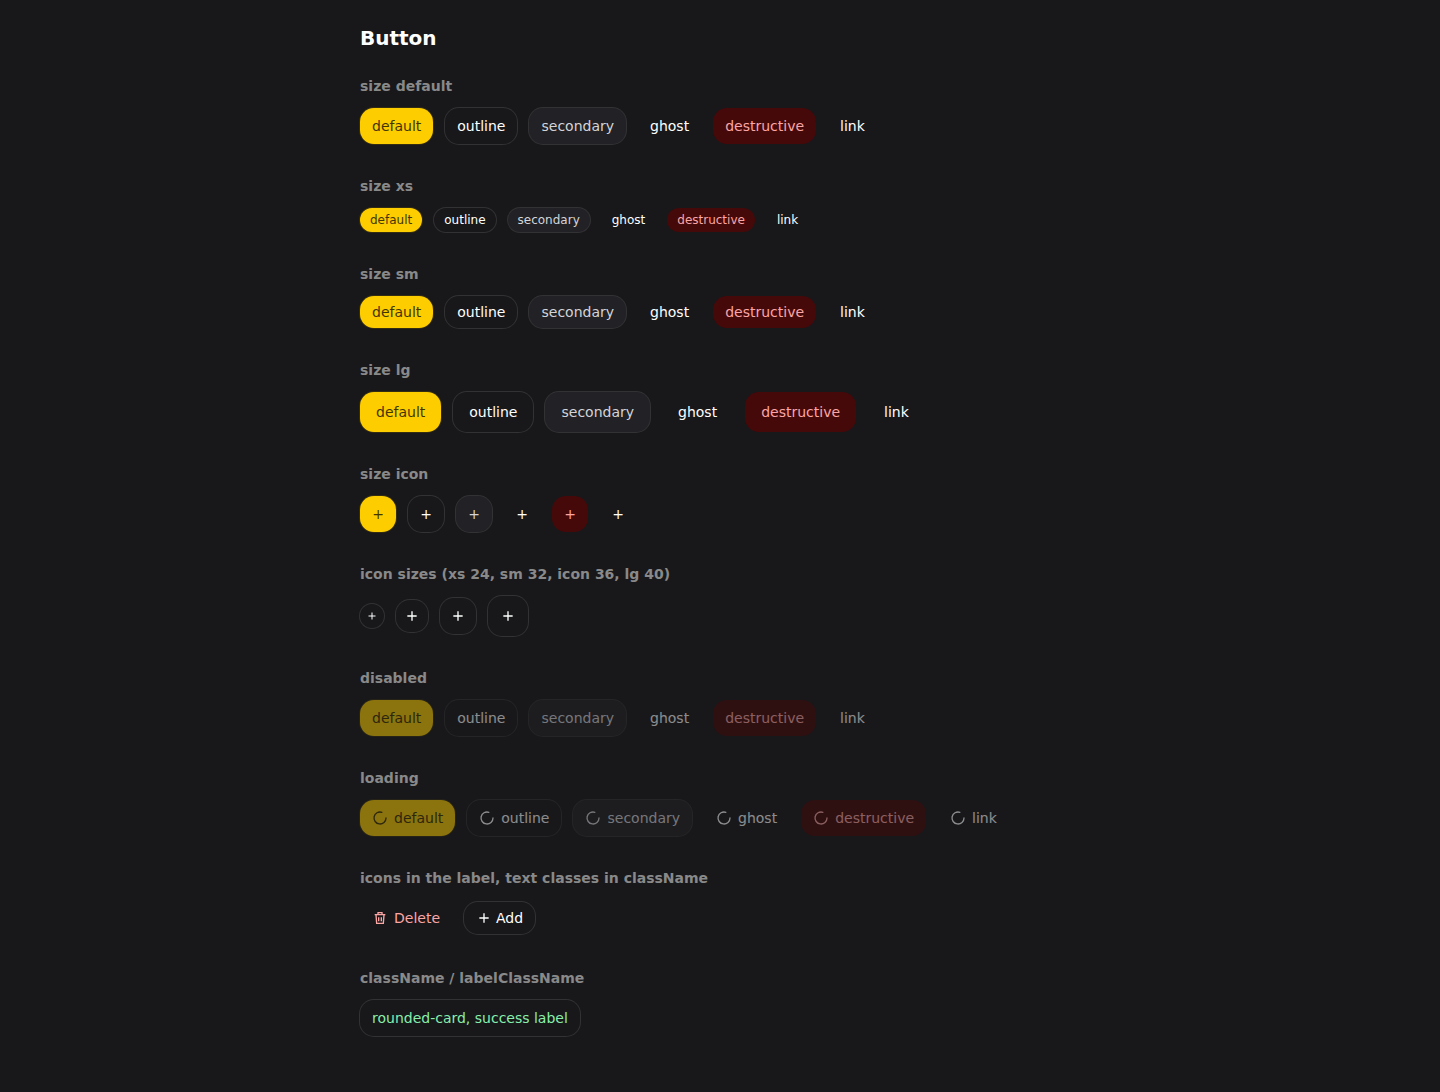 Button
size default
default outline secondary ghost destructive link
size xs
default outline secondary ghost destructive link
size sm
default outline secondary ghost destructive link
size lg
default outline secondary ghost destructive link
size icon
+ + + + + +
icon sizes (xs 24, sm 32, icon 36, lg 40)
+ + + +
disabled
default outline secondary ghost destructive link
loading
default outline secondary ghost destructive link
icons in the label, text classes in className
Delete + Add
className / labelClassName
rounded-card, success label